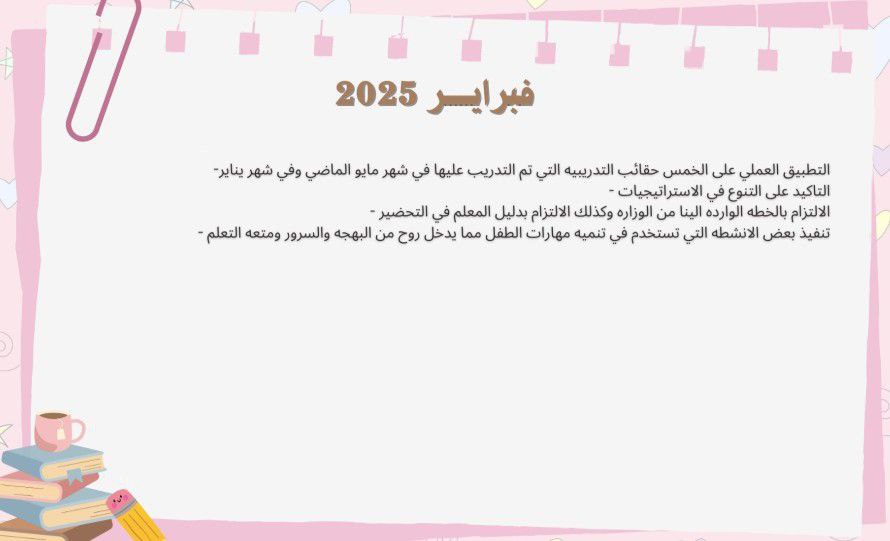 فبرايـــر 2025
التطبيق العملي على الخمس حقائب التدريبيه التي تم التدريب عليها في شهر مايو الماضي وفي شهر يناير-
التاكيد على التنوع في الاستراتيجيات -
الالتزام بالخطه الوارده الينا من الوزاره وكذلك الالتزام بدليل المعلم في التحضير -
تنفيذ بعض الانشطه التي تستخدم في تنميه مهارات الطفل مما يدخل روح من البهجه والسرور ومتعه التعلم -